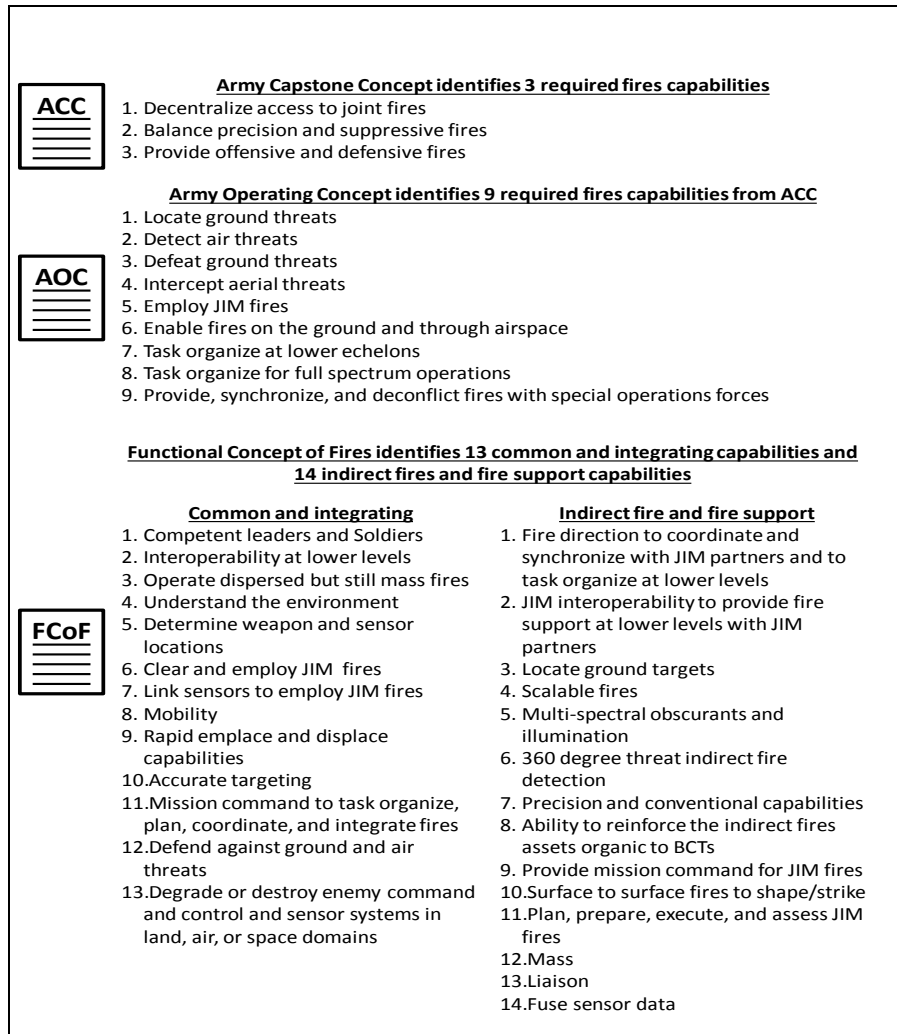 Army Capstone Concept identifies 3 required fires capabilities
ACC
1. Decentralize access to joint fires
2. Balance precision and suppressive fires
3. Provide offensive and defensive fires
Army Operating Concept identifies 9 required fires capabilities from ACC
AOC
1. Locate ground threats
2. Detect air threats
3. Defeat ground threats
4. Intercept aerial threats
5. Employ JIM fires
6. Enable fires on the ground and through airspace
7. Task organize at lower echelons
8. Task organize for full spectrum operations
9. Provide, synchronize, and deconflict fires with special operations forces
Functional Concept of Fires identifies 13 common and integrating capabilities and
14 indirect fires and fire support capabilities
FCoF
Common and integrating
1. Competent leaders and Soldiers
2. Interoperability at lower levels
3. Operate dispersed but still mass fires
4. Understand the environment
5. Determine weapon and sensor
locations
6. Clear and employ JIM fires
7. Link sensors to employ JIM fires
8. Mobility
9. Rapid emplace and displace
capabilities
10.Accurate targeting
11.Mission command to task organize,
plan, coordinate, and integrate fires
12.Defend against ground and air
threats
13.Degrade or destroy enemy command
and control and sensor systems in
land, air, or space domains
Indirect fire and fire support
1. Fire direction to coordinate and
synchronize with JIM partners and to
task organize at lower levels
2. JIM interoperability to provide fire
support at lower levels with JIM
partners
3. Locate ground targets
4. Scalable fires
5. Multi-spectral obscurants and
illumination
6. 360 degree threat indirect fire
detection
7. Precision and conventional capabilities
8. Ability to reinforce the indirect fires
assets organic to BCTs
9. Provide mission command for JIM fires
10.Surface to surface fires to shape/strike
11.Plan, prepare, execute, and assess JIM
fires
12.Mass
13.Liaison
14.Fuse sensor data